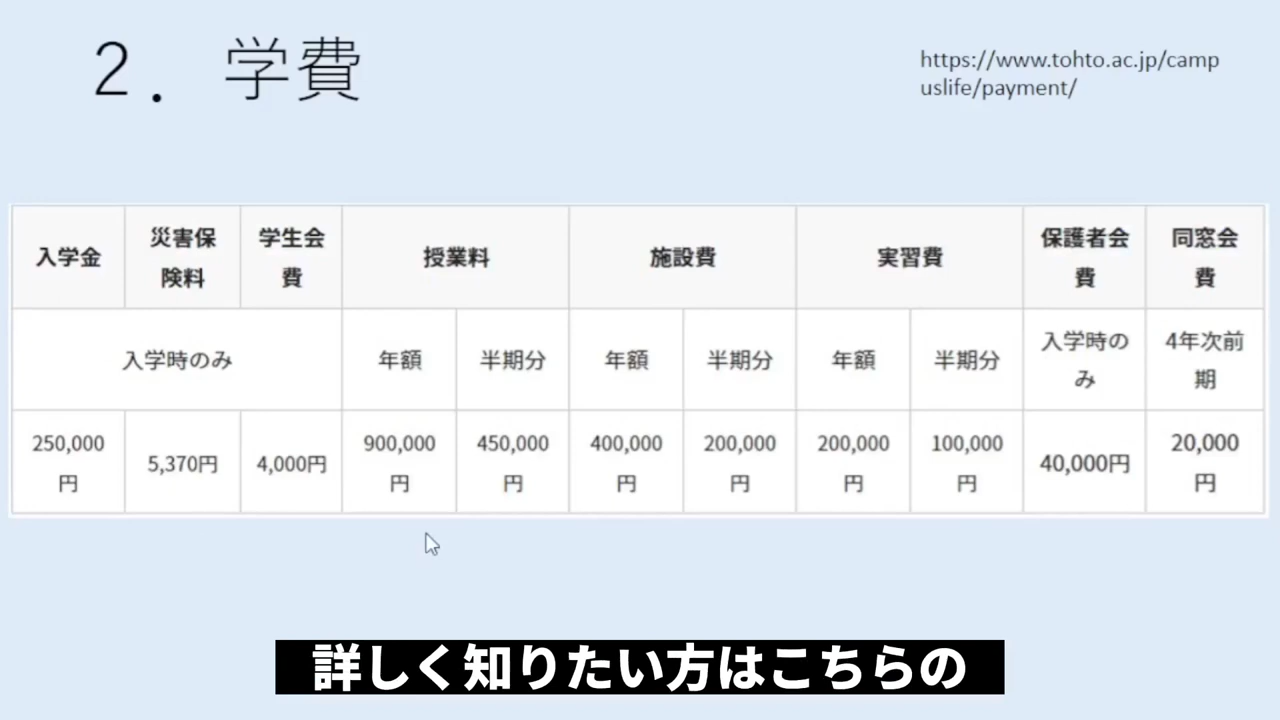 2．学費
https://www.tohto.ac.jp/camp
uslife/payment/
入学金
災害保
険料
学生会
費
授業料
施設費
実習費
保護者会
費
同窓会
費
入学時のみ
年額
半期分
年額
半期分
年額
半期分
入学時の
み
4年次前
期
250,000
円
5,370円
4,000円
900,000
円
450,000
円
400,000
円
200,000
円
200,000
円
100,000
円
40,000円
20,000
円
詳しく知りたい方はこちらの